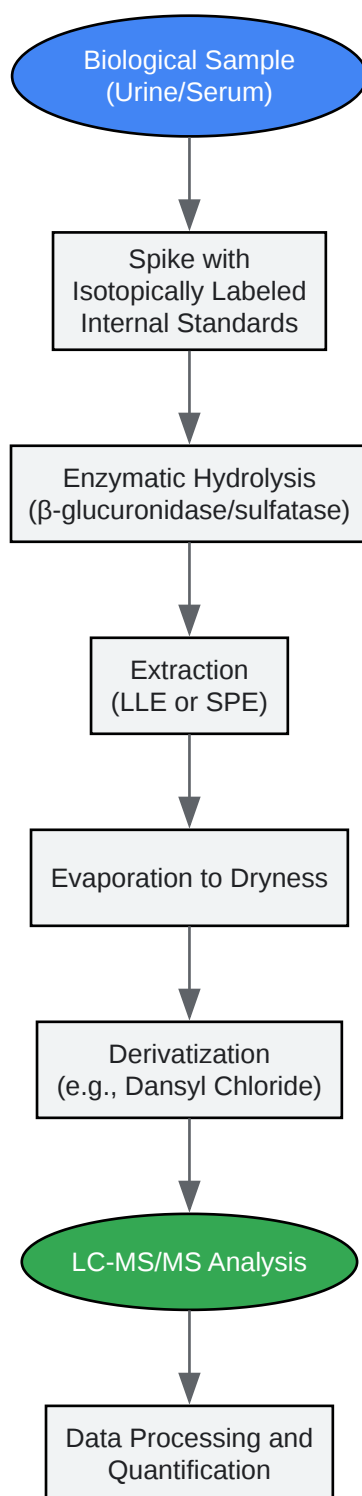 Biological Sample
(Urine/Serum)
Spike with
Isotopically Labeled
Internal Standards
Enzymatic Hydrolysis
(β-glucuronidase/sulfatase)
Extraction
(LLE or SPE)
Evaporation to Dryness
Derivatization
(e.g., Dansyl Chloride)
LC-MS/MS Analysis
Data Processing and
Quantification